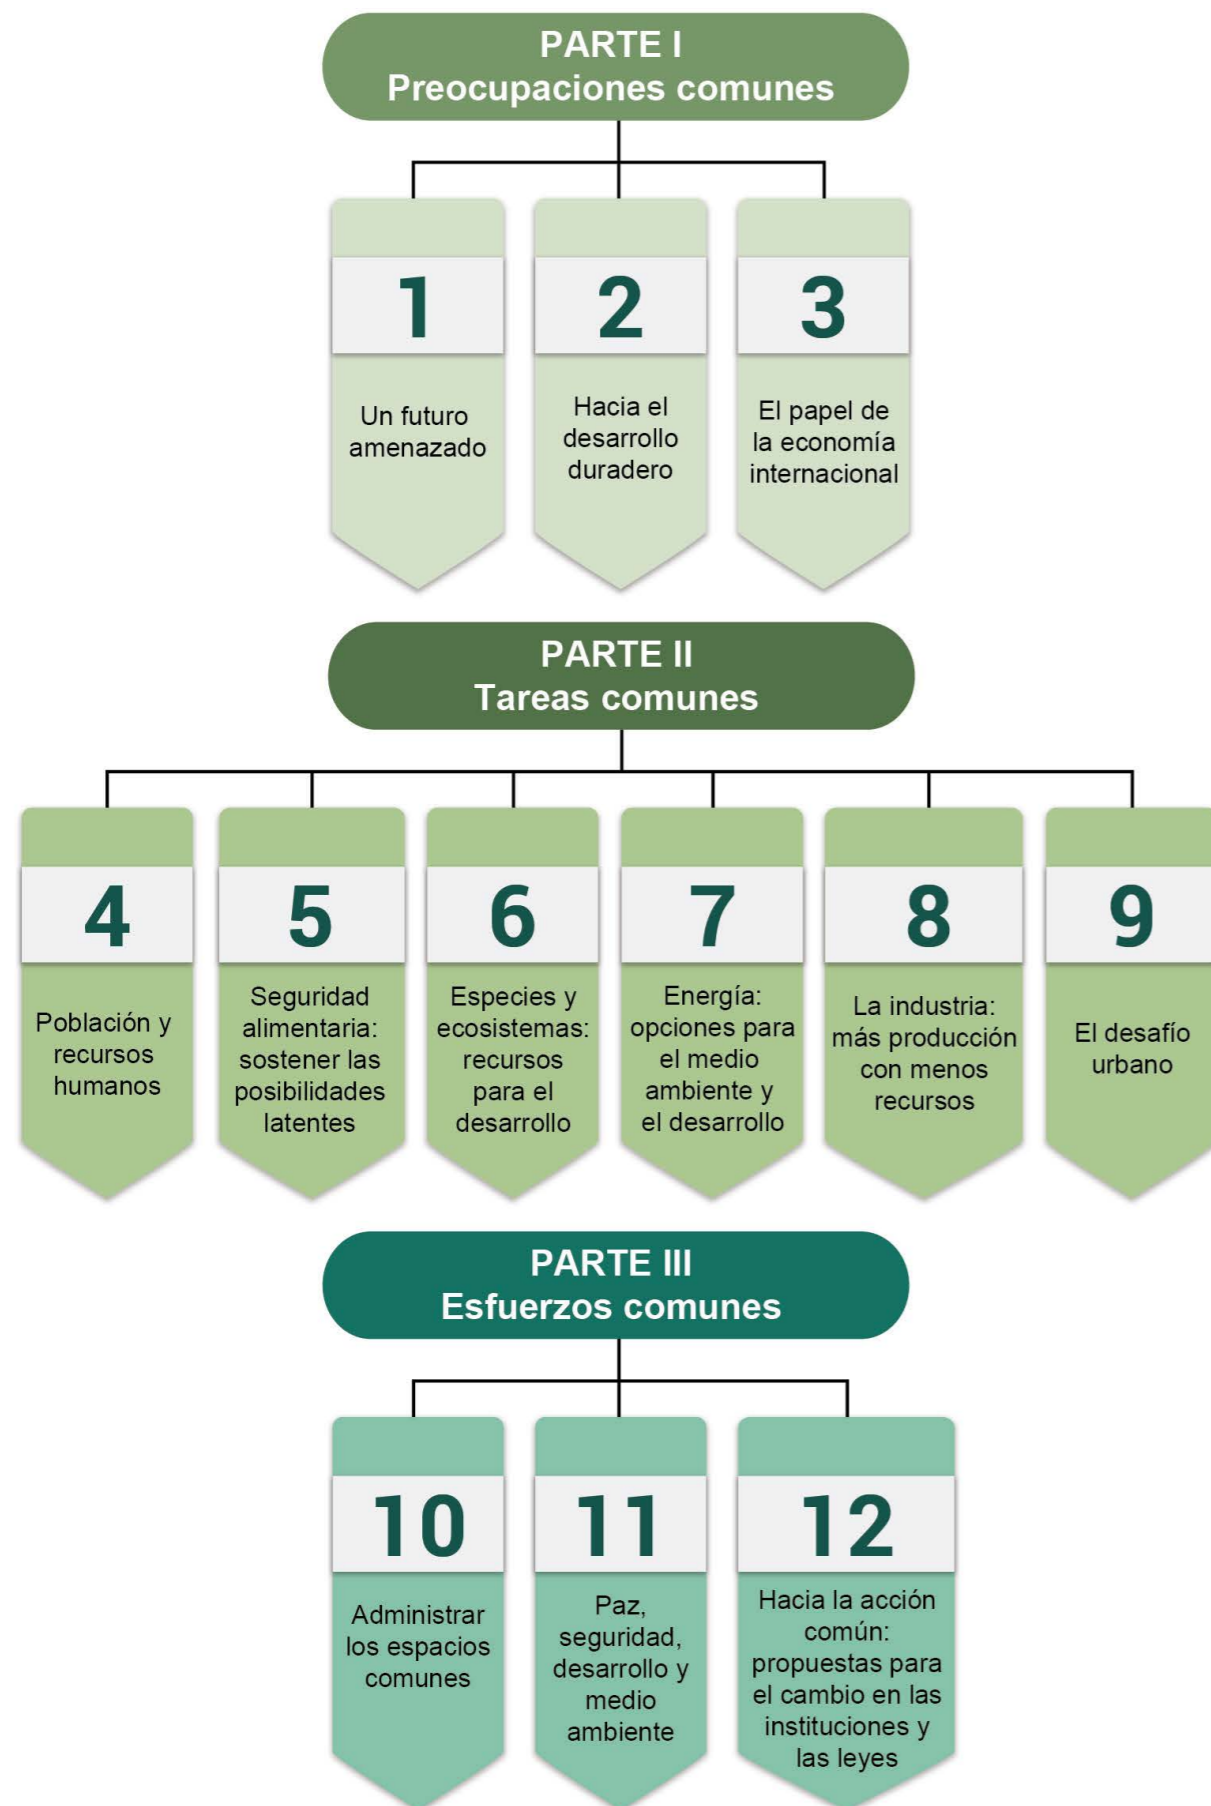 PARTE I
Preocupaciones comunes
1
Un futuro
amenazado
2
Hacia el
desarrollo
duradero
3
El papel de
la economía
internacional
PARTE II
Tareas comunes
4
Población y
recursos
humanos
5
Seguridad
alimentaria:
sostener las
posibilidades
latentes
6
Especies y
ecosistemas:
recursos
para el
desarrollo
7
Energía:
opciones para
el medio
ambiente y
el desarrollo
8
La industria:
más producción
con menos
recursos
9
El desafío
urbano
PARTE III
Esfuerzos comunes
10
Administrar
los espacios
comunes
11
Paz,
seguridad,
desarrollo y
medio
ambiente
12
Hacia la acción
común:
propuestas para
el cambio en las
instituciones y
las leyes